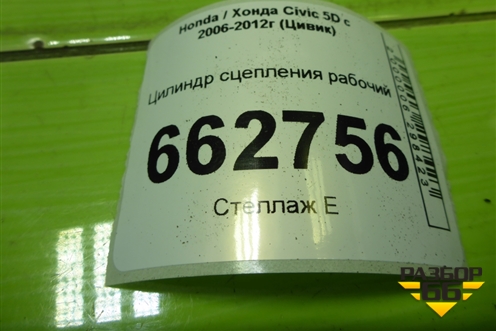 Honda / Хонда Civic 5D с
2006-2012г (Цивик)
Цилиндр сцепления рабочий
662756
Стеллаж Е
РАЗБОР
66